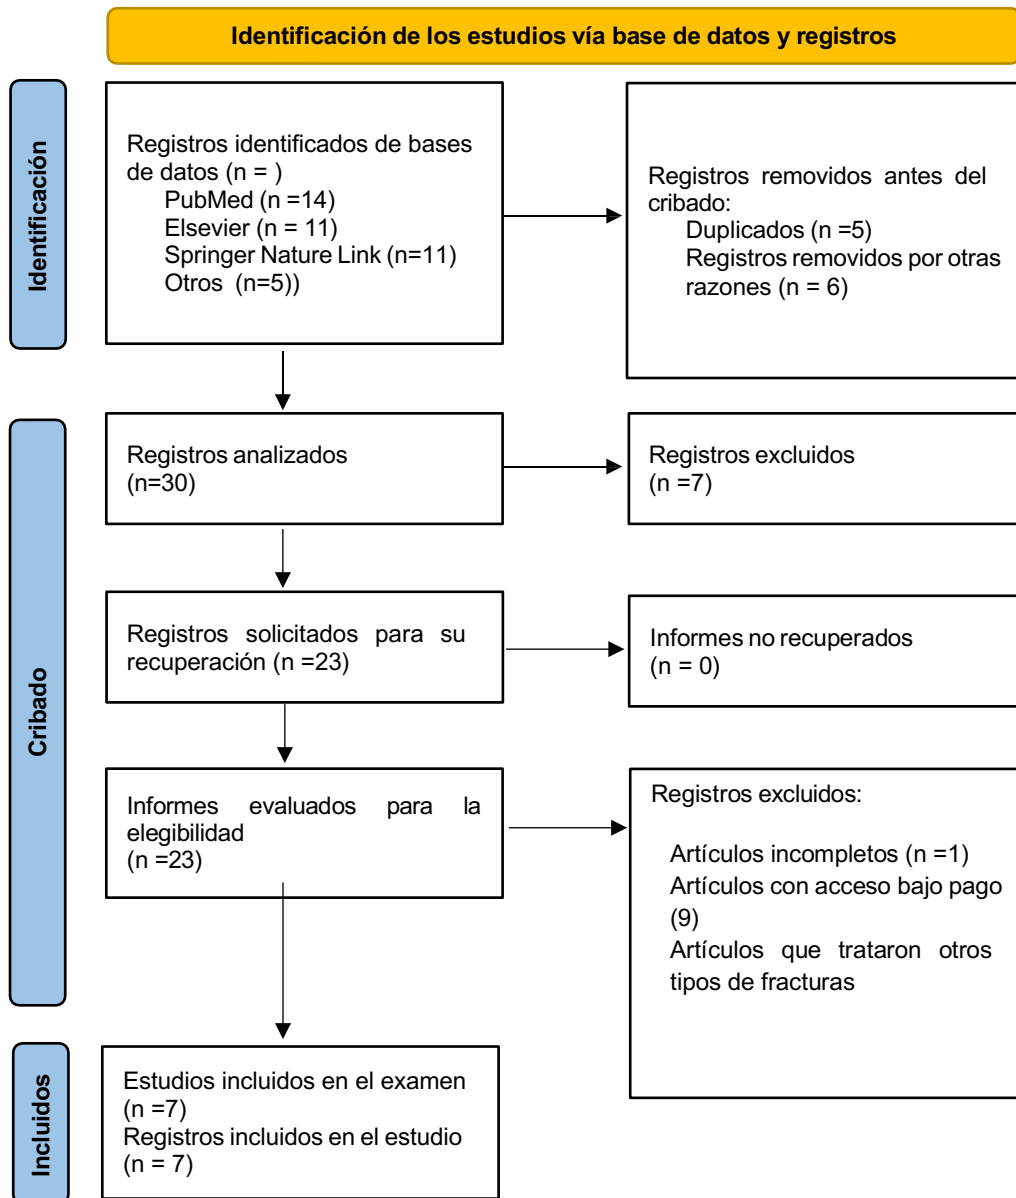 Identificación de los estudios vía base de datos y registros
Identificación
Registros identificados de bases
de datos (n = )
PubMed (n =14)
Elsevier (n = 11)
Springer Nature Link (n=11)
Otros (n=5))
Registros removidos antes del
cribado:
Duplicados (n =5)
Registros removidos por otras
razones (n = 6)
Cribado
Registros analizados
(n=30)
Registros excluidos
(n =7)
Registros solicitados para su
recuperación (n =23)
Informes no recuperados
(n = 0)
Informes evaluados para la
elegibilidad
(n =23)
Registros excluidos:
Artículos incompletos (n =1)
Artículos con acceso bajo pago
(9)
Artículos que trataron otros
tipos de fracturas
Incluidos
Estudios incluidos en el examen
(n =7)
Registros incluidos en el estudio
(n = 7)